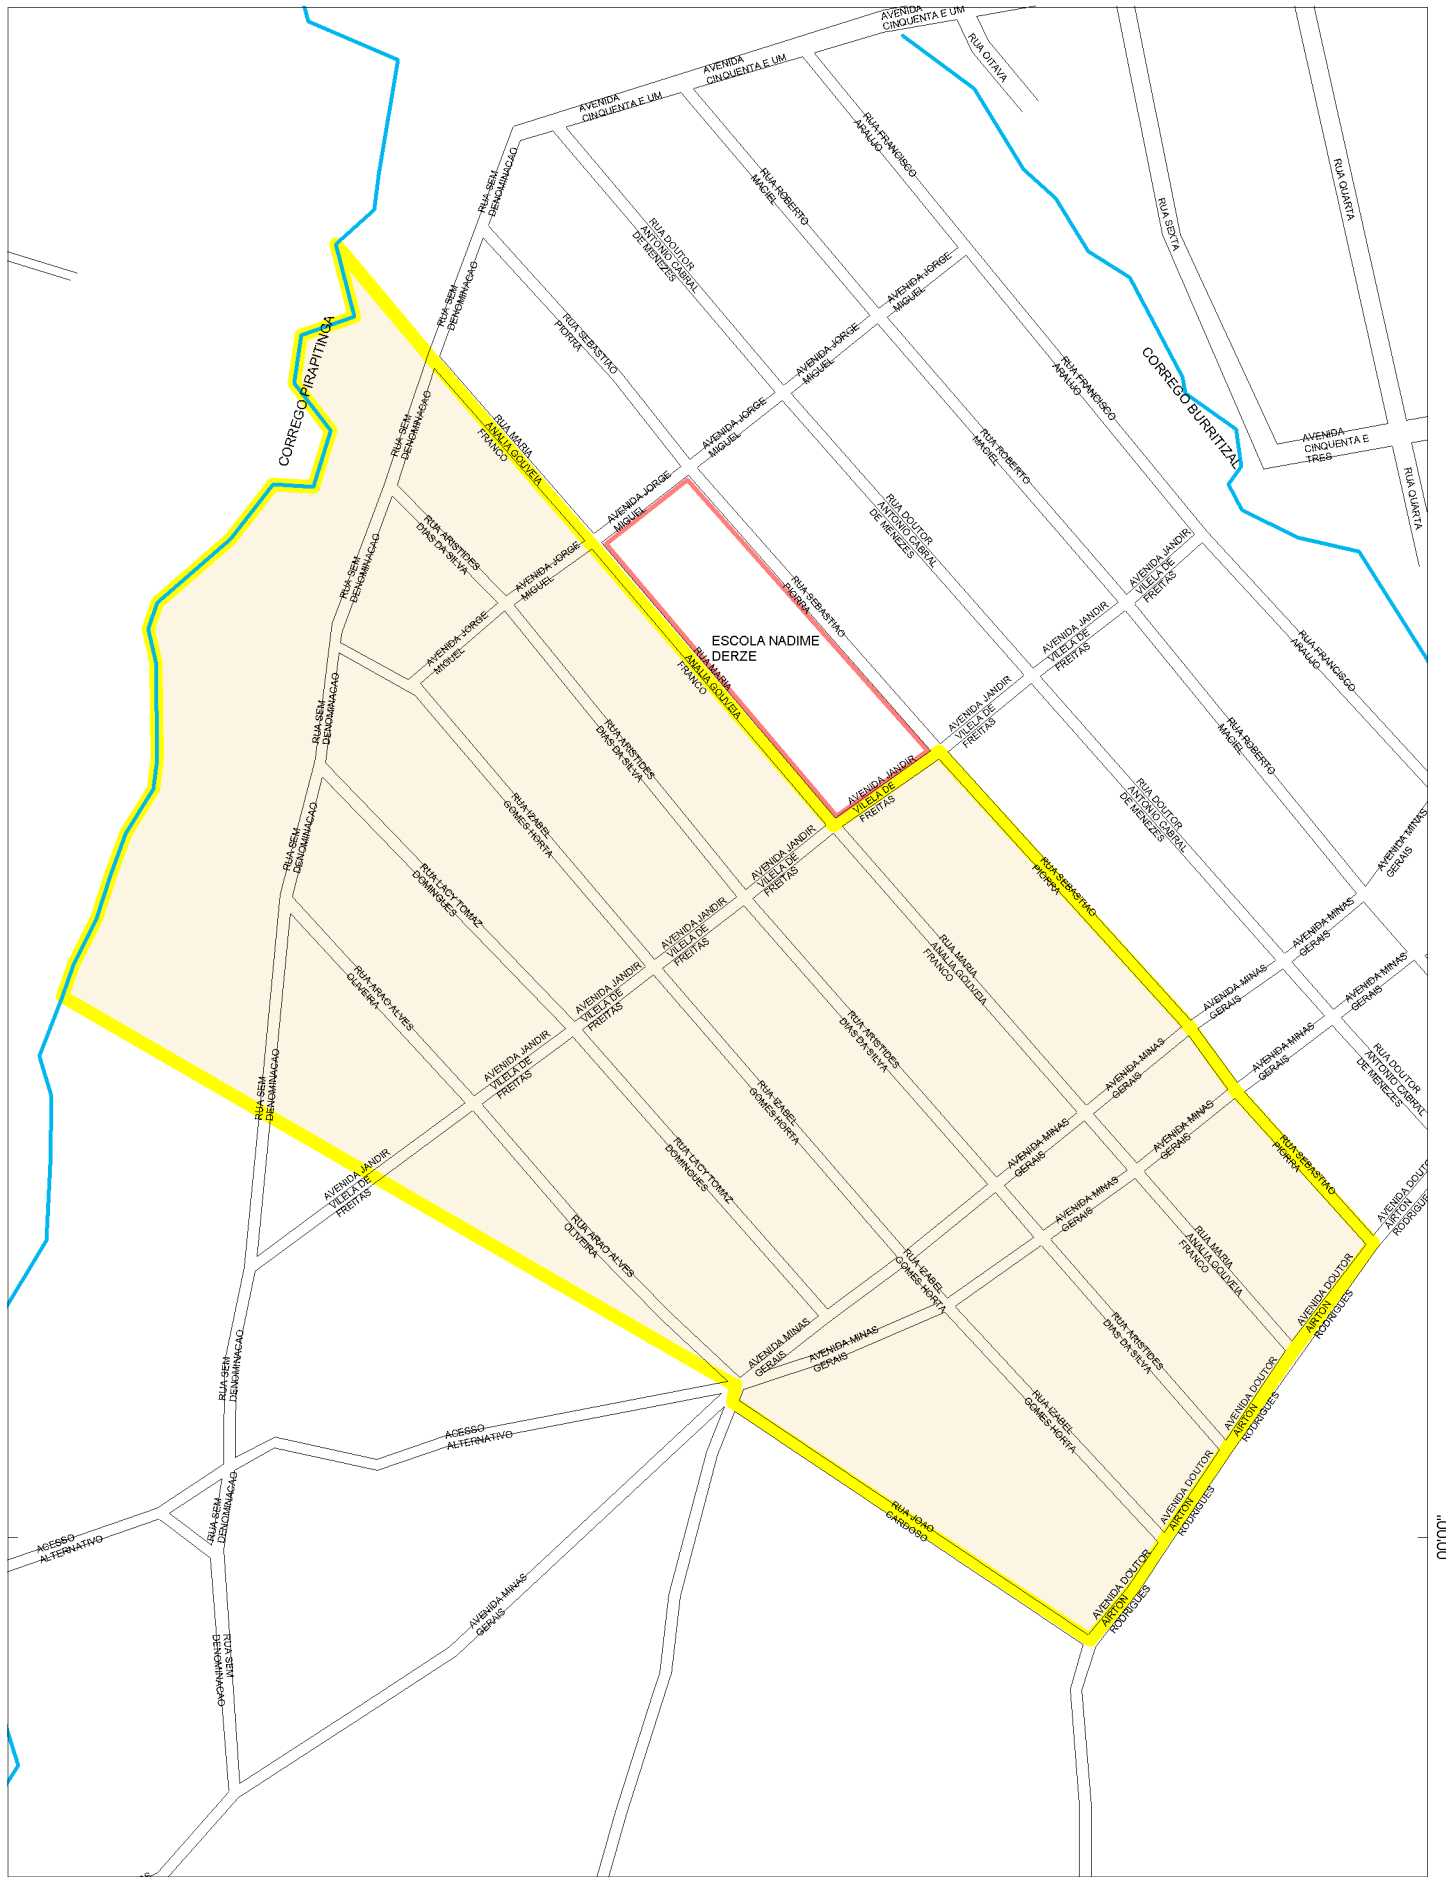 AVENIDA
CINQUENTA E UM
RUA OITAVA
AVENIDA
CINQUENTA E UM
AVENIDA
CINQUENTA E UM
RUA SEM
DENOMINACAO
RUA FRANCISCO
ARAUJO
RUA ROBERTO
MACIEL
RUA DOUTOR
ANTONIO CABRAL
DE MENEZES
RUA SEXTA
RUA QUARTA
RUA SEM
DENOMINACAO
RUA SEBASTIAO
PIORRA
AVENIDA JORGE
MIGUEL
AVENIDA JORGE
MIGUEL
AVENIDA JORGE
MIGUEL
AVENIDA JORGE
MIGUEL
CORREGO PIRAPITINGA
CORREGO BURRITIZAL
RUA FRANCISCO
ARAUJO
RUA SEM
DENOMINACAO
RUA MARIA
ANALIA GOUVEIA
FRANCO
RUA ROBERTO
MACIEL
AVENIDA
CINQUENTA E
TRES
RUA QUARTA
AVENIDA JORGE
MIGUEL
RUA ARISTIDES
DIAS DA SILVA
RUA DOUTOR
ANTONIO CABRAL
DE MENEZES
RUA SEM
DENOMINACAO
AVENIDA JORGE
MIGUEL
AVENIDA JORGE
MIGUEL
RUA SEBASTIAO
PIORRA
AVENIDA JANDIR
VILELA DE
FREITAS
AVENIDA JANDIR
VILELA DE
FREITAS
ESCOLA NADIME
DERZE
RUA MARIA
ANALIA GOUVEIA
FRANCO
RUA FRANCISCO
ARAUJO
RUA SEM
DENOMINACAO
AVENIDA JANDIR
VILELA DE
FREITAS
RUA ARISTIDES
DIAS DA SILVA
RUA ROBERTO
MACIEL
AVENIDA JANDIR
VILELA DE
FREITAS
RUA IZABEL
GOMES HORTA
RUA DOUTOR
ANTONIO CABRAL
DE MENEZES
RUA SEM
DENOMINACAO
AVENIDA MINAS
GERAIS
AVENIDA JANDIR
VILELA DE
FREITAS
RUA LACY TOMAZ
DOMINGUES
RUA SEBASTIAO
PIORRA
AVENIDA JANDIR
VILELA DE
FREITAS
AVENIDA MINAS
GERAIS
RUA MARIA
ANALIA GOUVEIA
FRANCO
AVENIDA JANDIR
VILELA DE
FREITAS
AVENIDA MINAS
GERAIS
AVENIDA MINAS
GERAIS
RUA ARAO ALVES
OLIVEIRA
RUA ARISTIDES
DIAS DA SILVA
AVENIDA JANDIR
VILELA DE
FREITAS
AVENIDA MINAS
GERAIS
AVENIDA MINAS
GERAIS
RUA DOUTOR
ANTONIO CABRAL
DE MENEZES
RUA SEM
DENOMINACAO
RUA IZABEL
GOMES HORTA
AVENIDA MINAS
GERAIS
AVENIDA MINAS
GERAIS
RUA LACY TOMAZ
DOMINGUES
RUA SEBASTIAO
PIORRA
AVENIDA JANDIR
VILELA DE
FREITAS
AVENIDA MINAS
GERAIS
AVENIDA DOUTO
AIRTON
RODRIGUE
RUA ARAO ALVES
OLIVEIRA
RUA MARIA
ANALIA GOUVEIA
FRANCO
RUA IZABEL
GOMES HORTA
AVENIDA DOUTOR
AIRTON
RODRIGUES
AVENIDA MINAS
GERAIS
AVENIDA MINAS
GERAIS
RUA ARISTIDES
DIAS DA SILVA
RUA SEM
DENOMINACAO
AVENIDA DOUTOR
AIRTON
RODRIGUES
RUA IZABEL
GOMES HORTA
ACESSO
ALTERNATIVO
AVENIDA DOUTOR
AIRTON
RODRIGUES
RUA SEM
DENOMINACAO
RUA JOAO
CARDOSO
ACESSO
ALTERNATIVO
00'00"
AVENIDA DOUTOR
AIRTON
RODRIGUES
AVENIDA MINAS
GERAIS
RUA SEM
DENOMINACAO